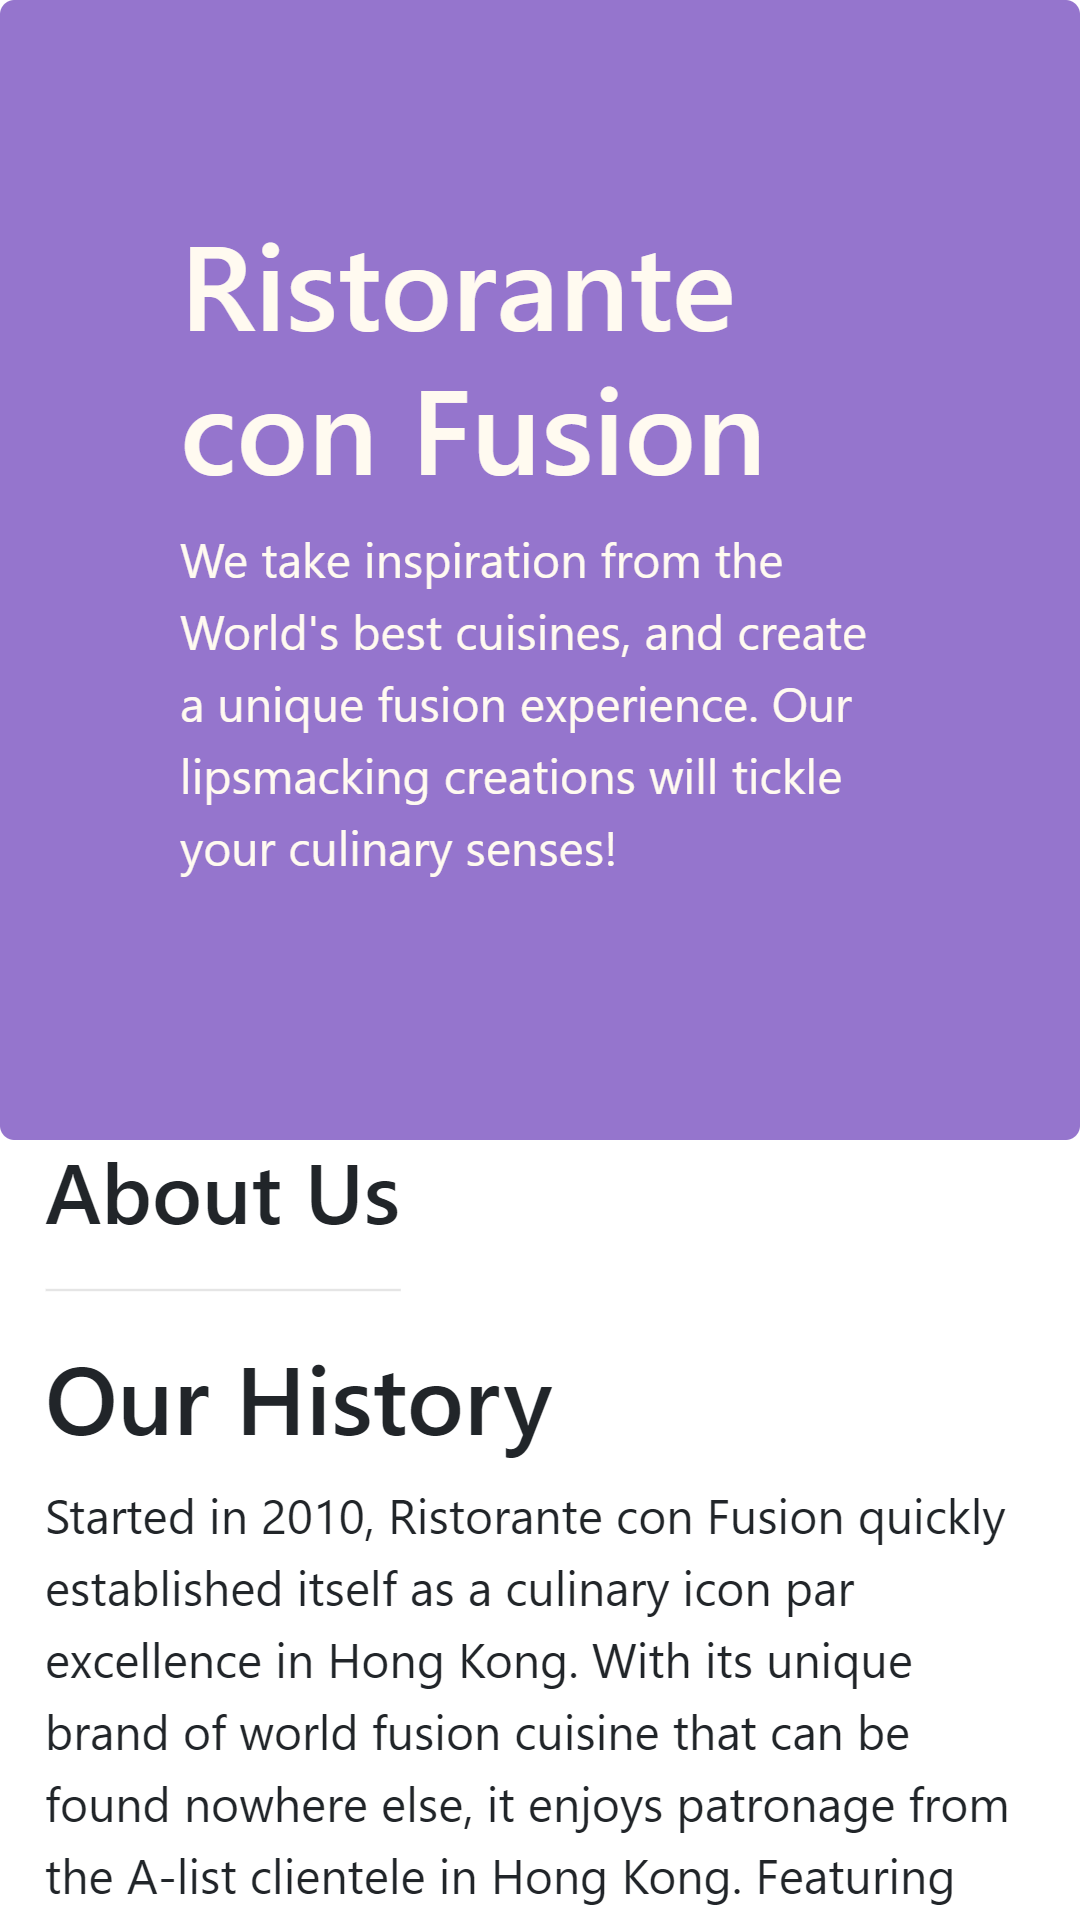 Ristorante
con Fusion
We take inspiration from the
World's best cuisines, and create
a unique fusion experience. Our
lipsmacking creations will tickle
your culinary senses!
About Us
Our History
Started in 2010, Ristorante con Fusion quickly
established itself as a culinary icon par
excellence in Hong Kong. With its unique
brand of world fusion cuisine that can be
found nowhere else, it enjoys patronage from
the A-list clientele in Hong Kong. Featuring